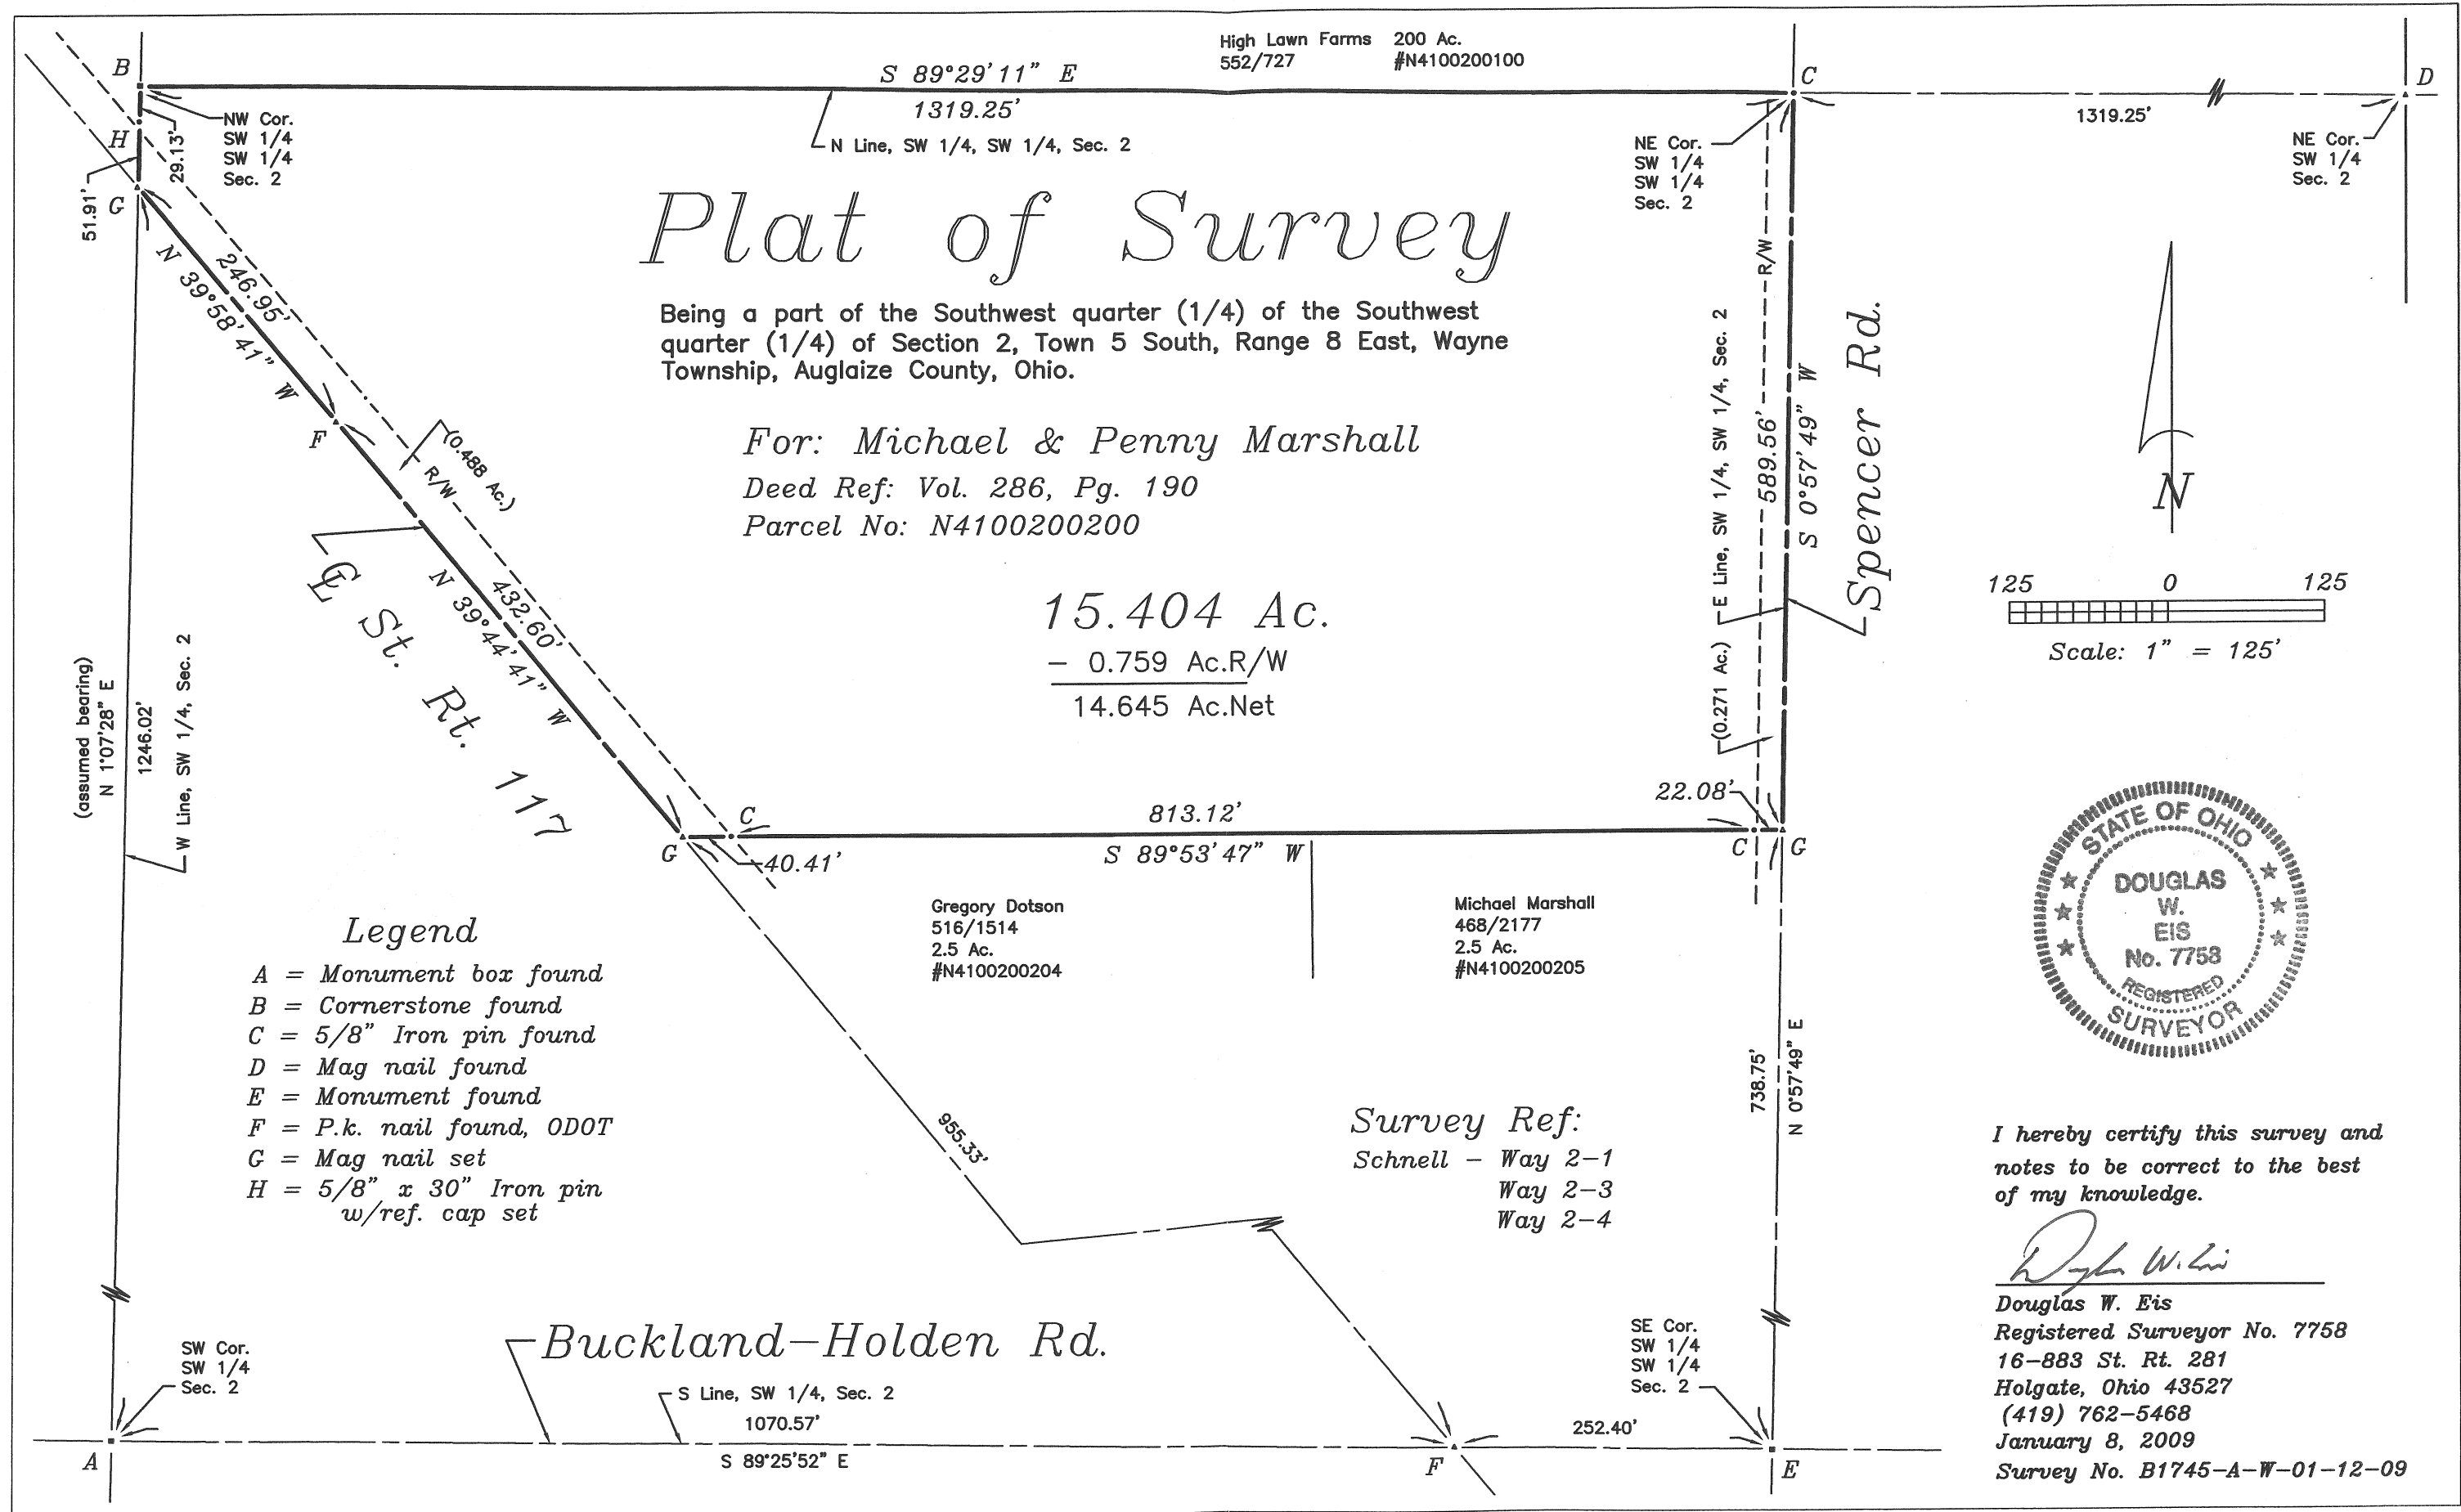 High Lawn Farms 200 Ac.
552/727 #N4100200100
B
S 89°29'11" E
1319.25'
N Line, SW 1/4, SW 1/4, Sec. 2
C
1319.25'
D
NW Cor.
SW 1/4
SW 1/4
Sec. 2
H
29.13'
51.91'
G
NE Cor.
SW 1/4
SW 1/4
Sec. 2
NE Cor.
SW 1/4
Sec. 2
Plat of Survey
Being a part of the Southwest quarter (1/4) of the Southwest
quarter (1/4) of Section 2, Town 5 South, Range 8 East, Wayne
Township, Auglaize County, Ohio.
For: Michael & Penny Marshall
Deed Ref: Vol. 286, Pg. 190
Parcel No: N4100200200
15.404 Ac.
- 0.759 Ac.R/W
14.645 Ac.Net
246.95'
N 39°58'41" W
F
(0.488 Ac.)
R/W
432.60'
N 39°44'41" W
℄ St. Rt. 117
(assumed bearing)
N 1°07'28" E
1246.02'
W Line, SW 1/4, Sec. 2
R/W
E Line, SW 1/4, SW 1/4, Sec. 2
589.56'
S 0°57'49" W
(0.271 Ac.)
Spencer Rd.
N
125 0 125
Scale: 1" = 125'
G
C
40.41'
813.12'
S 89°53'47" W
22.08'
C
G
Gregory Dotson
516/1514
2.5 Ac.
#N4100200204
Michael Marshall
468/2177
2.5 Ac.
#N4100200205
Legend
A = Monument box found
B = Cornerstone found
C = 5/8" Iron pin found
D = Mag nail found
E = Monument found
F = P.k. nail found, ODOT
G = Mag nail set
H = 5/8" x 30" Iron pin
w/ref. cap set
955.33'
738.75'
N 0°57'49" E
Survey Ref:
Schnell - Way 2-1
Way 2-3
Way 2-4
STATE OF OHIO
DOUGLAS
W.
EIS
No. 7758
REGISTERED
SURVEYOR
I hereby certify this survey and
notes to be correct to the best
of my knowledge.
Douglas W. Eis
Registered Surveyor No. 7758
16-883 St. Rt. 281
Holgate, Ohio 43527
(419) 762-5468
January 8, 2009
Survey No. B1745-A-W-01-12-09
Buckland-Holden Rd.
SW Cor.
SW 1/4
Sec. 2
S Line, SW 1/4, Sec. 2
1070.57'
S 89°25'52" E
SE Cor.
SW 1/4
SW 1/4
Sec. 2
252.40'
A
F
E